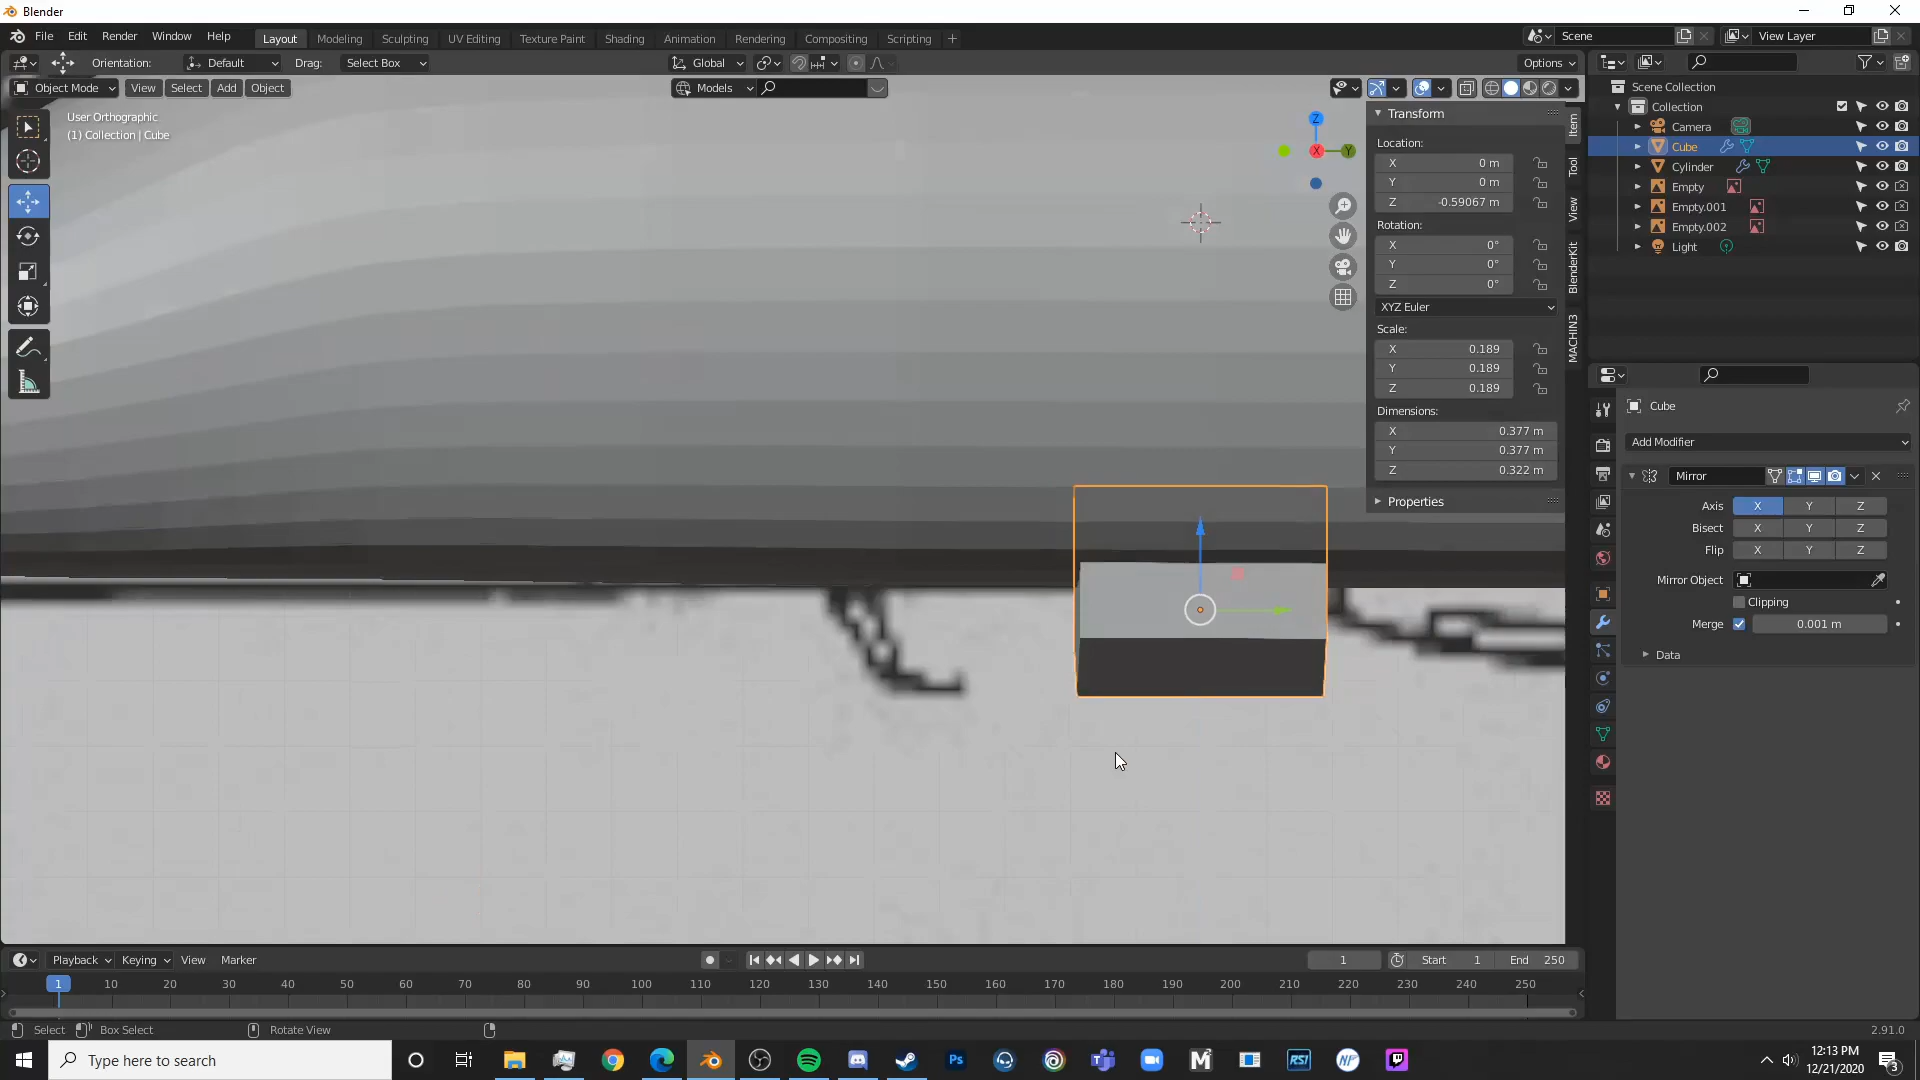 Blender
File Edit Render Window Help
Layout Modeling Sculpting UV Editing Texture Paint Shading Animation Rendering Compositing Scripting +
Scene
View Layer
Orientation: Default Drag: Select Box
Global
Options
Object Mode View Select Add Object
Models
User Orthographic
(1) Collection | Cube
Z
X
Y
Transform
Location:
X 0 m
Y 0 m
Z -0.59067 m
Rotation:
X 0°
Y 0°
Z 0°
XYZ Euler
Scale:
X 0.189
Y 0.189
Z 0.189
Dimensions:
X 0.377 m
Y 0.377 m
Z 0.322 m
Properties
Item
Tool
View
BlenderKit
MACHIN3
Scene Collection
Collection
Camera
Cube
Cylinder
Empty
Empty.001
Empty.002
Light
Cube
Add Modifier
Mirror
Axis X Y Z
Bisect X Y Z
Flip X Y Z
Mirror Object
Clipping
Merge 0.001 m
Data
Playback Keying View Marker
1
Start 1 End 250
1 10 20 30 40 50 60 70 80 90 100 110 120 130 140 150 160 170 180 190 200 210 220 230 240 250
Select Box Select Rotate View
2.91.0
Type here to search
Ps
M
RSI
NP
12:13 PM
12/21/2020
3